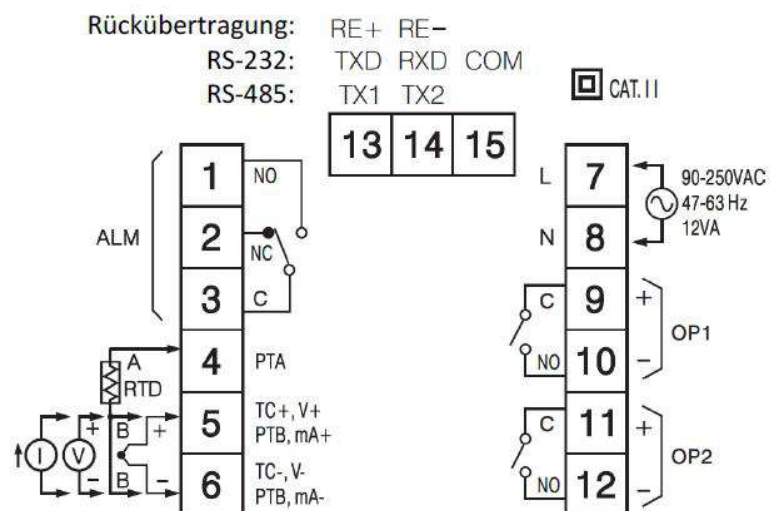 Rückübertragung: RE+ RE−
RS-232: TXD RXD COM
RS-485: TX1 TX2
13 14 15
CAT.II
ALM
1 NO
2 NC
3 C
4 PTA
A
RTD
5 TC+, V+
PTB, mA+
6 TC-, V-
PTB, mA-
I V + B +
− B −
L 7
N 8
90-250VAC
47-63 Hz
12VA
C 9 +
NO 10 −
OP1
C 11 +
NO 12 −
OP2